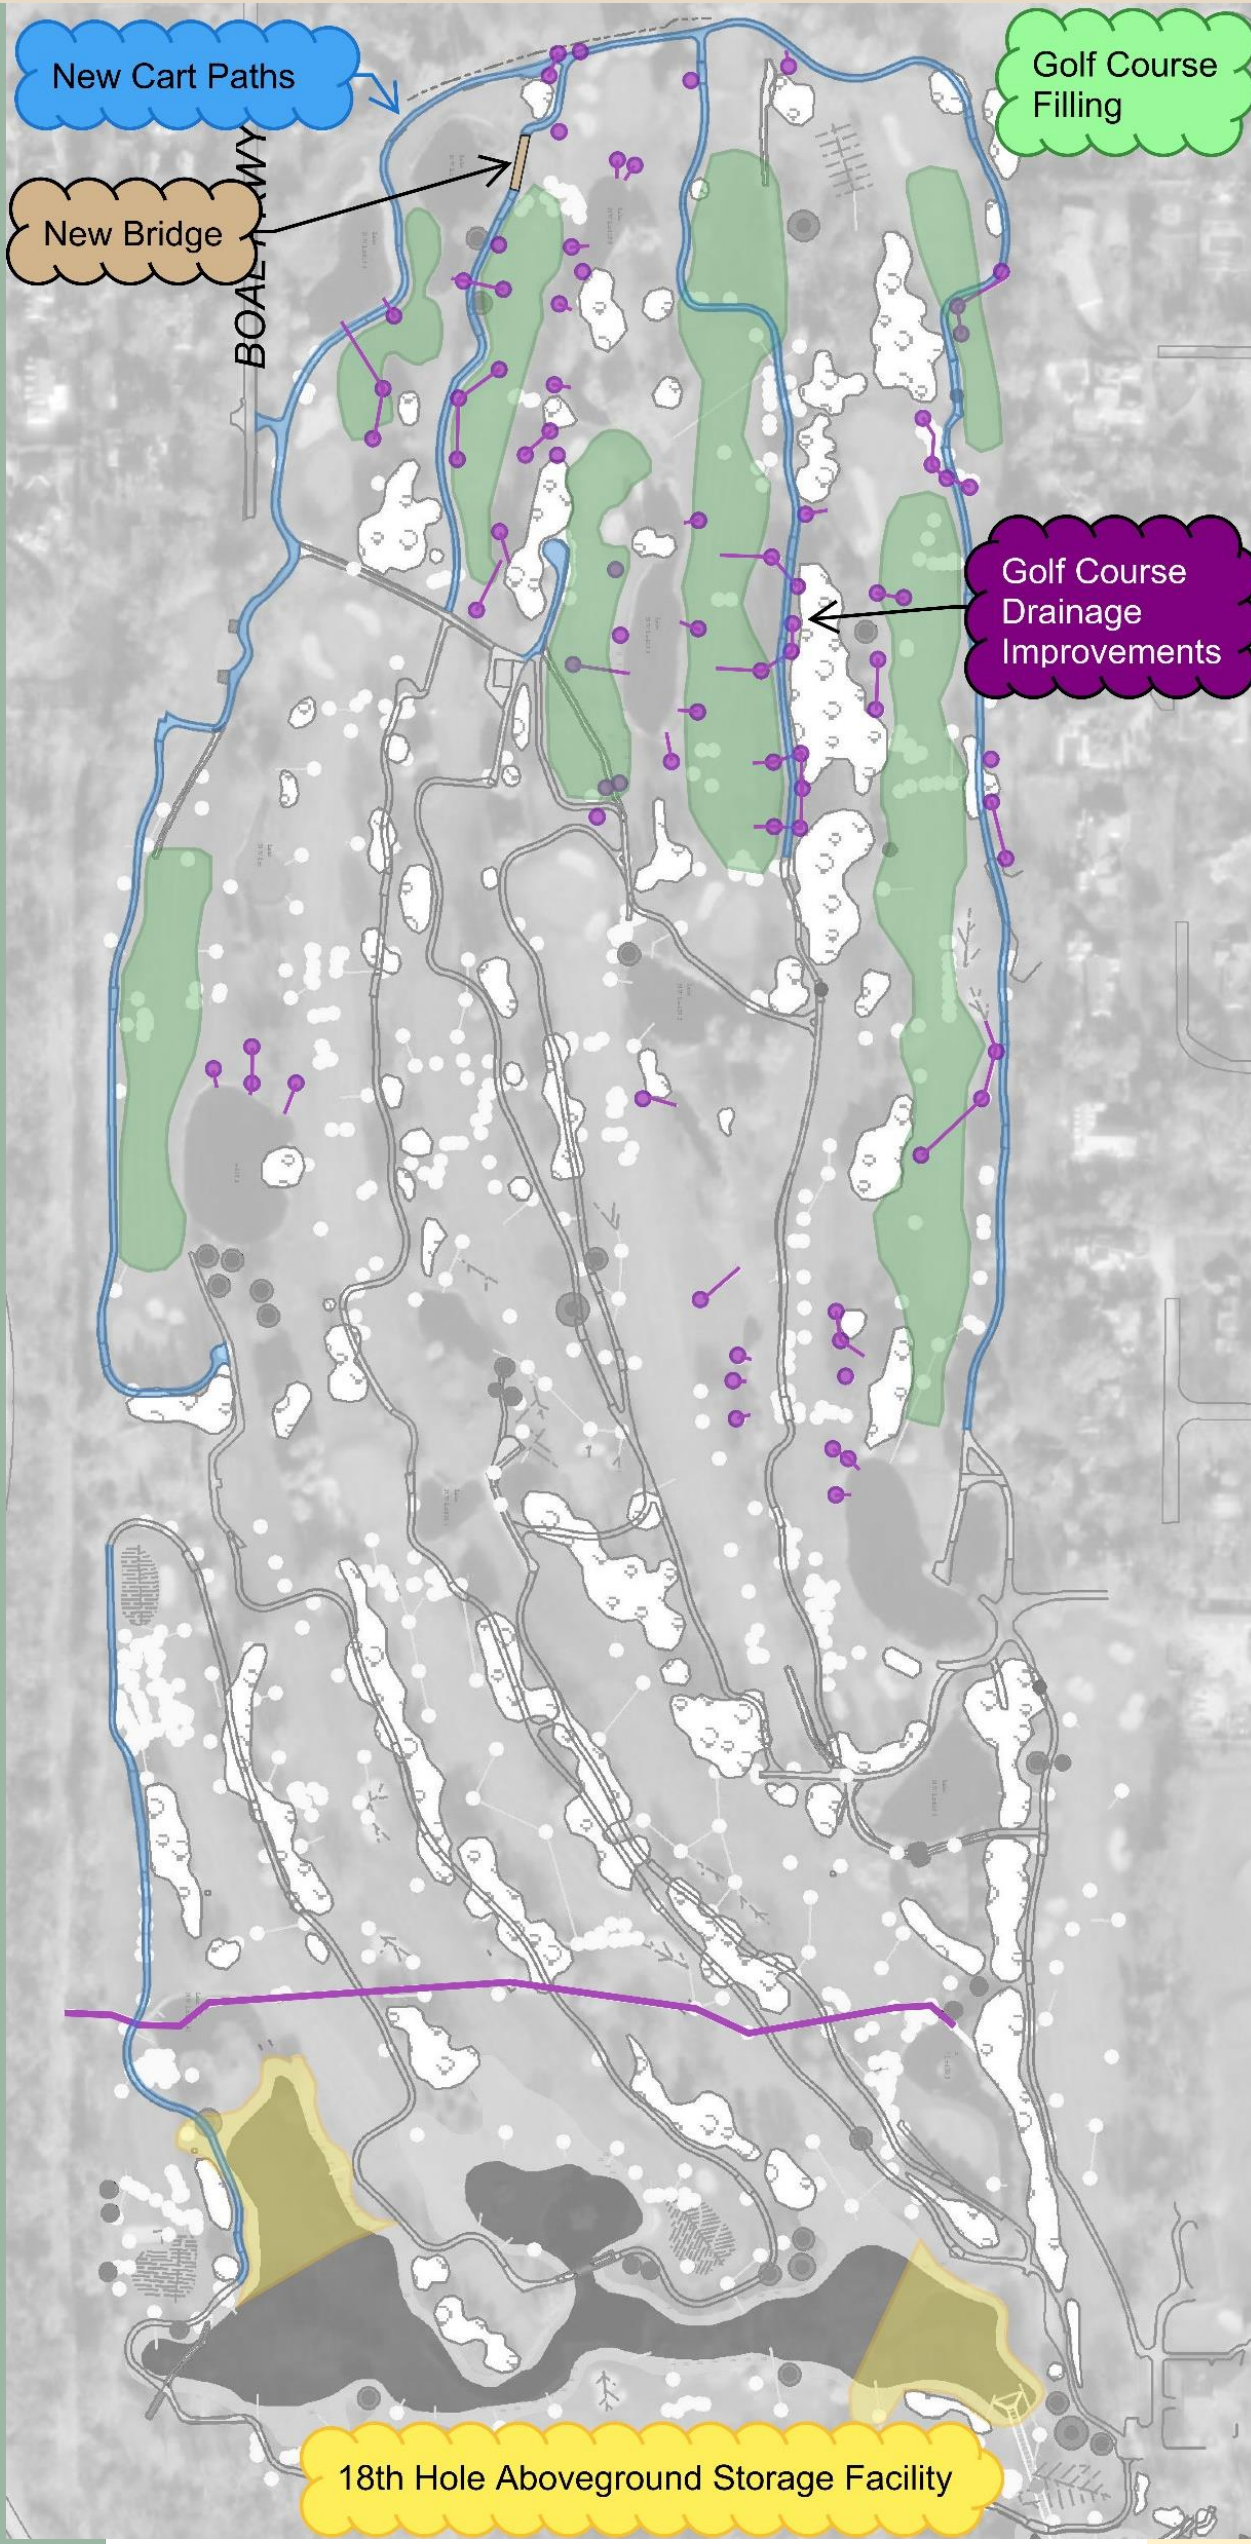 New Cart Paths
Golf Course
Filling
New Bridge
BOAL
WY
Golf Course
Drainage
Improvements
18th Hole Aboveground Storage Facility